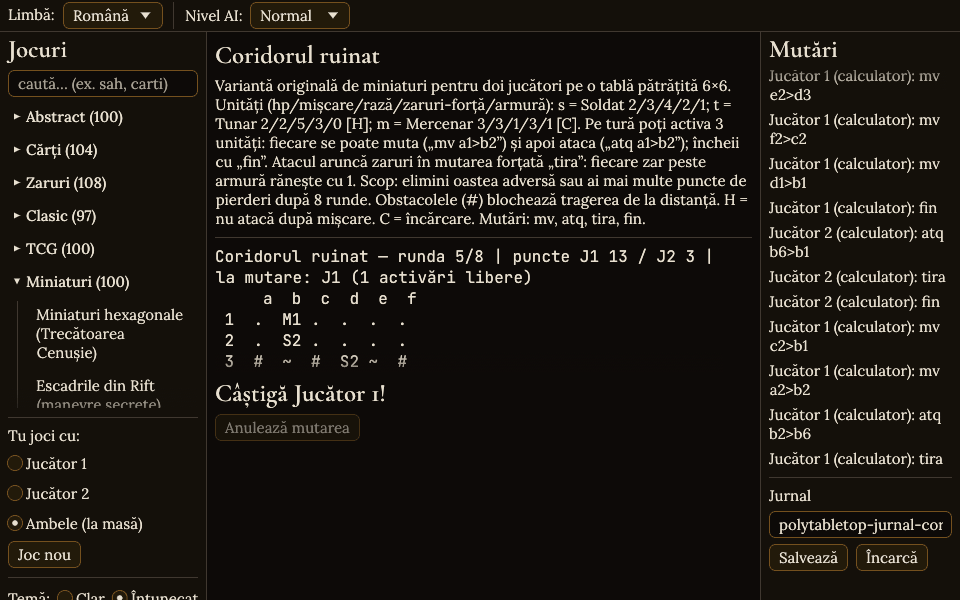 Limbă: Română ▼ Nivel AI: Normal ▼
Jocuri
caută... (ex. sah, carti)
▸ Abstract (100)
▸ Cărți (104)
▸ Zaruri (108)
▸ Clasic (97)
▸ TCG (100)
▾ Miniaturi (100)
Miniaturi hexagonale
(Trecătoarea
Cenușie)
Escadrile din Rift
(manevre secrete)
Tu joci cu:
Jucător 1
Jucător 2
Ambele (la masă)
Joc nou
Temă: Clar Întunecat
Coridorul ruinat
Variantă originală de miniaturi pentru doi jucători pe o tablă pătrățită 6×6.
Unități (hp/mișcare/rază/zaruri-forță/armură): s = Soldat 2/3/4/2/1; t =
Tunar 2/2/5/3/0 [H]; m = Mercenar 3/3/1/3/1 [C]. Pe tură poți activa 3
unități: fiecare se poate muta („mv a1>b2”) și apoi ataca („atq a1>b2”); închei
cu „fin”. Atacul aruncă zaruri în mutarea forțată „tira”: fiecare zar peste
armură rănește cu 1. Scop: elimini oastea adversă sau ai mai multe puncte de
pierderi după 8 runde. Obstacolele (#) blochează tragerea de la distanță. H =
nu atacă după mișcare. C = încărcare. Mutări: mv, atq, tira, fin.
Coridorul ruinat — runda 5/8 | puncte J1 13 / J2 3 |
la mutare: J1 (1 activări libere)
a b c d e f
1 . M1 . . . .
2 . S2 . . . .
3 # ~ # S2 ~ #
Câștigă Jucător 1!
Anulează mutarea
Mutări
Jucător 1 (calculator): mv
e2>d3
Jucător 1 (calculator): mv
f2>c2
Jucător 1 (calculator): mv
d1>b1
Jucător 1 (calculator): fin
Jucător 2 (calculator): atq
b6>b1
Jucător 2 (calculator): tira
Jucător 2 (calculator): fin
Jucător 1 (calculator): mv
c2>b1
Jucător 1 (calculator): mv
a2>b2
Jucător 1 (calculator): atq
b2>b6
Jucător 1 (calculator): tira
Jurnal
polytabletop-jurnal-cor
Salvează Încarcă